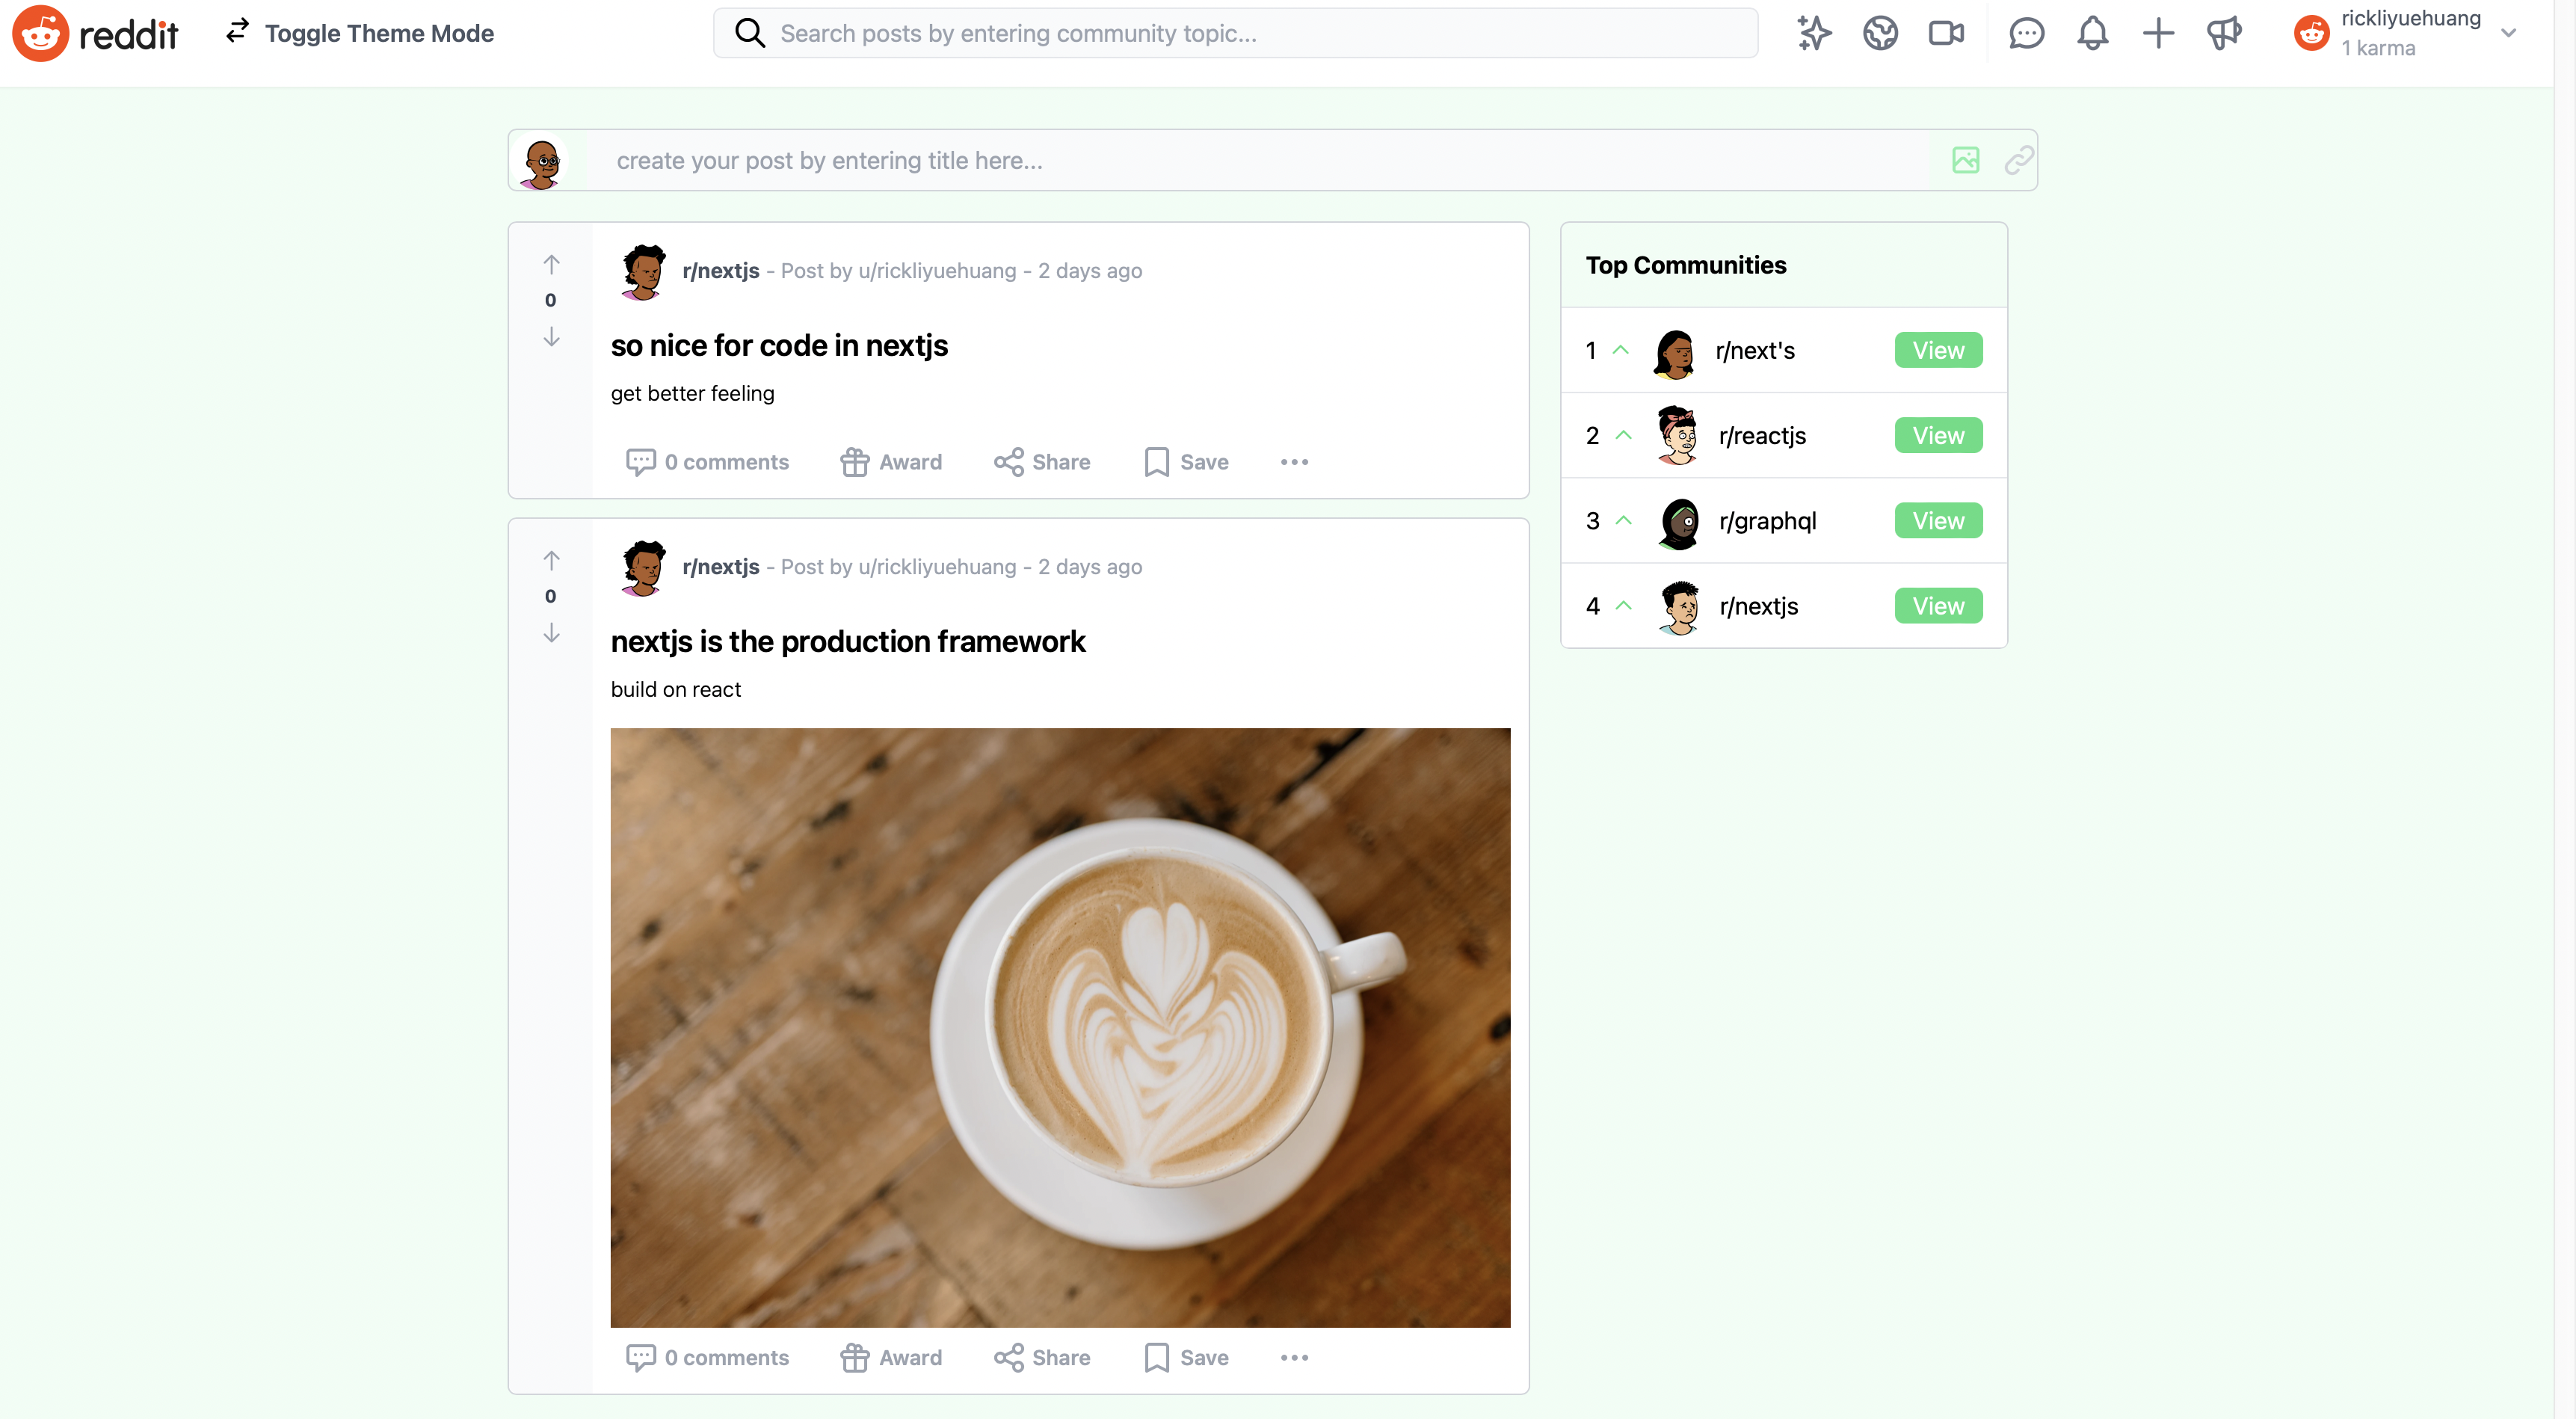 reddit
Toggle Theme Mode
Search posts by entering community topic...
rickliyuehuang
1 karma
create your post by entering title here...
0
r/nextjs - Post by u/rickliyuehuang - 2 days ago
so nice for code in nextjs
get better feeling
0 comments Award Share Save
0
r/nextjs - Post by u/rickliyuehuang - 2 days ago
nextjs is the production framework
build on react
0 comments Award Share Save
Top Communities
1 r/next's View
2 r/reactjs View
3 r/graphql View
4 r/nextjs View